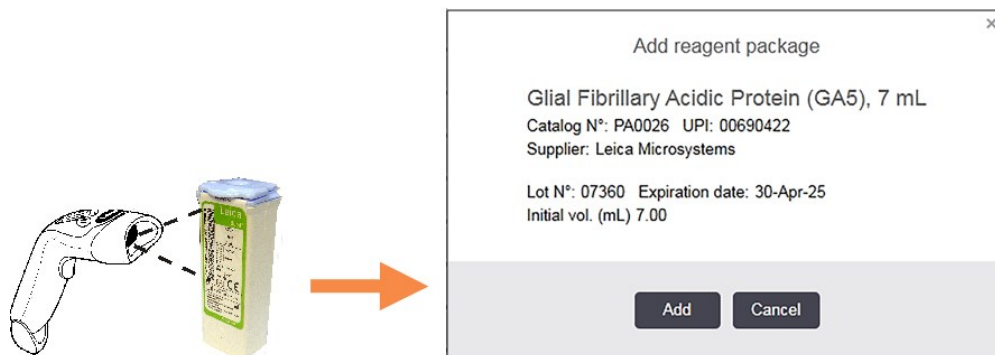 ×
Add reagent package
Glial Fibrillary Acidic Protein (GA5), 7 mL
Catalog N°: PA0026 UPI: 00690422
Supplier: Leica Microsystems
Lot N°: 07360 Expiration date: 30-Apr-25
Initial vol. (mL) 7.00
Add Cancel
Leica